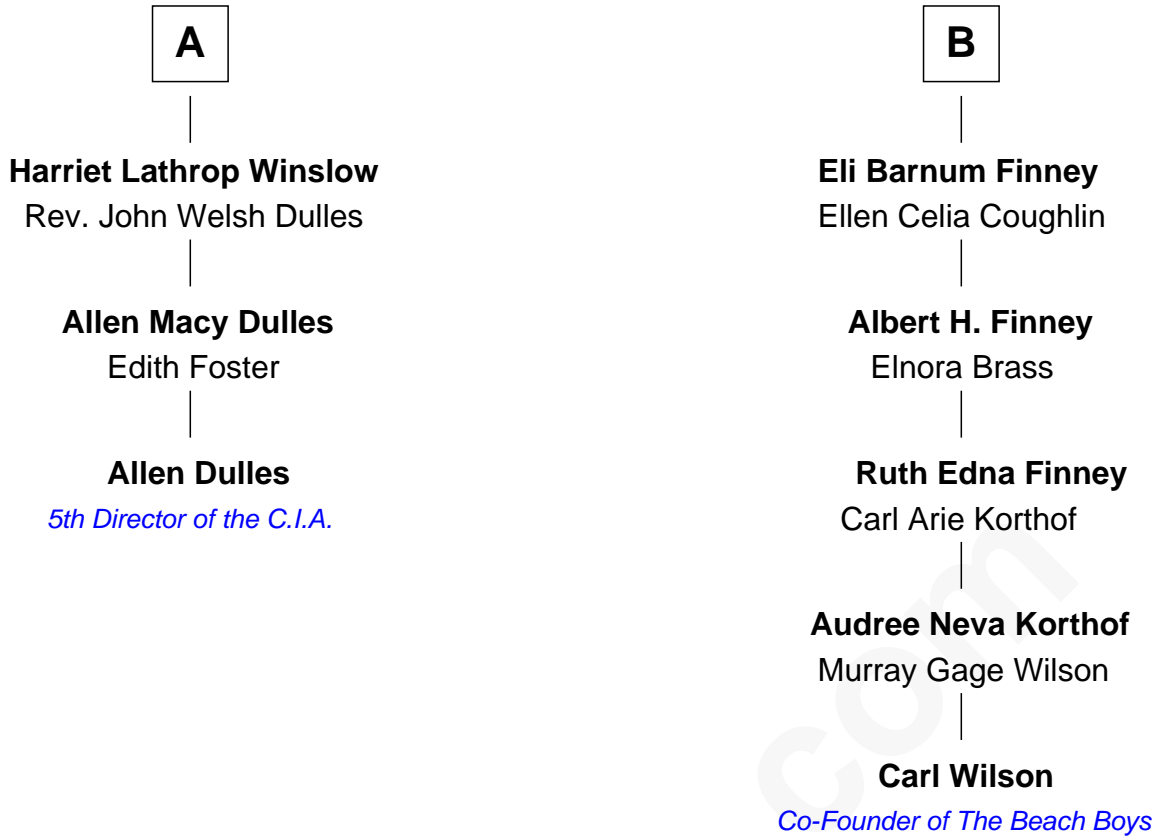 A
Harriet Lathrop Winslow
Rev. John Welsh Dulles
Allen Macy Dulles
Edith Foster
Allen Dulles
5th Director of the C.I.A.
B
Eli Barnum Finney
Ellen Celia Coughlin
Albert H. Finney
Elnora Brass
Ruth Edna Finney
Carl Arie Korthof
Audree Neva Korthof
Murray Gage Wilson
Carl Wilson
Co-Founder of The Beach Boys
com